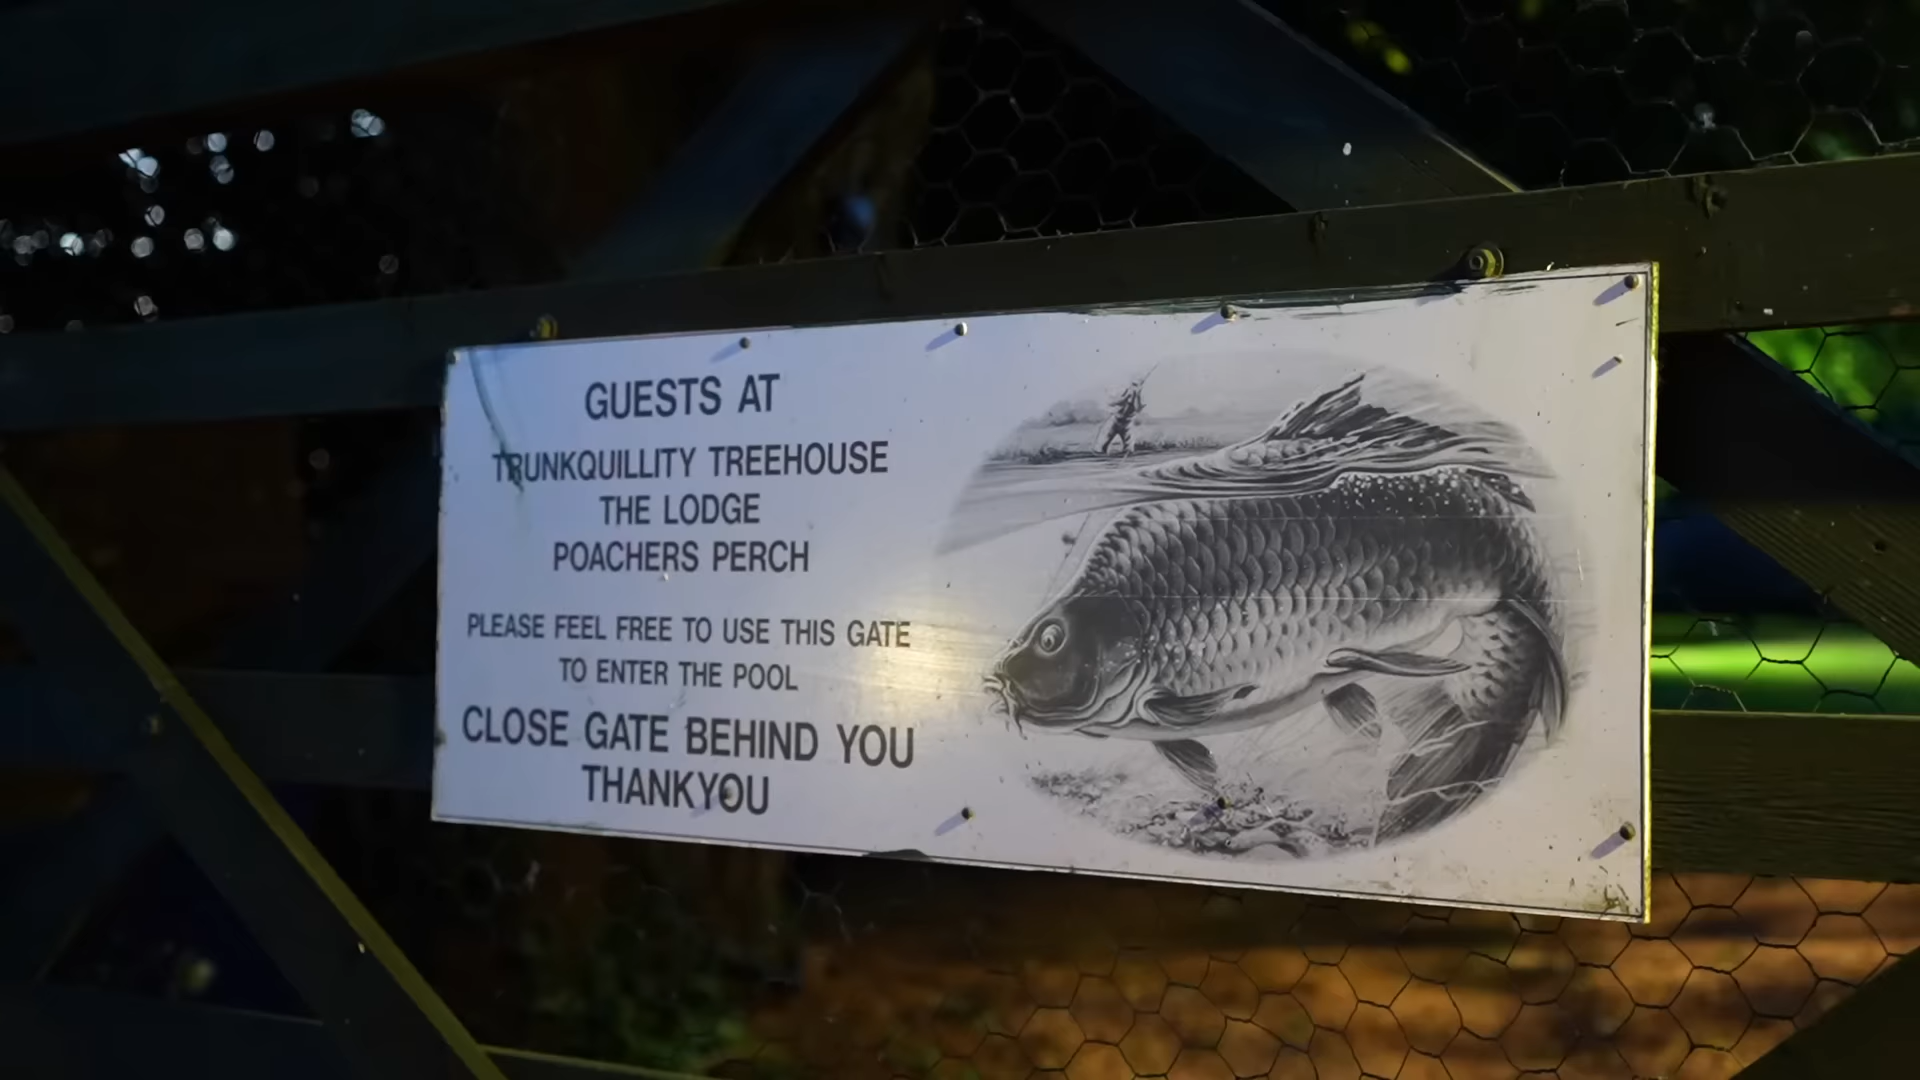 GUESTS AT
TRUNKQUILLITY TREEHOUSE
THE LODGE
POACHERS PERCH
PLEASE FEEL FREE TO USE THIS GATE
TO ENTER THE POOL
CLOSE GATE BEHIND YOU
THANKYOU